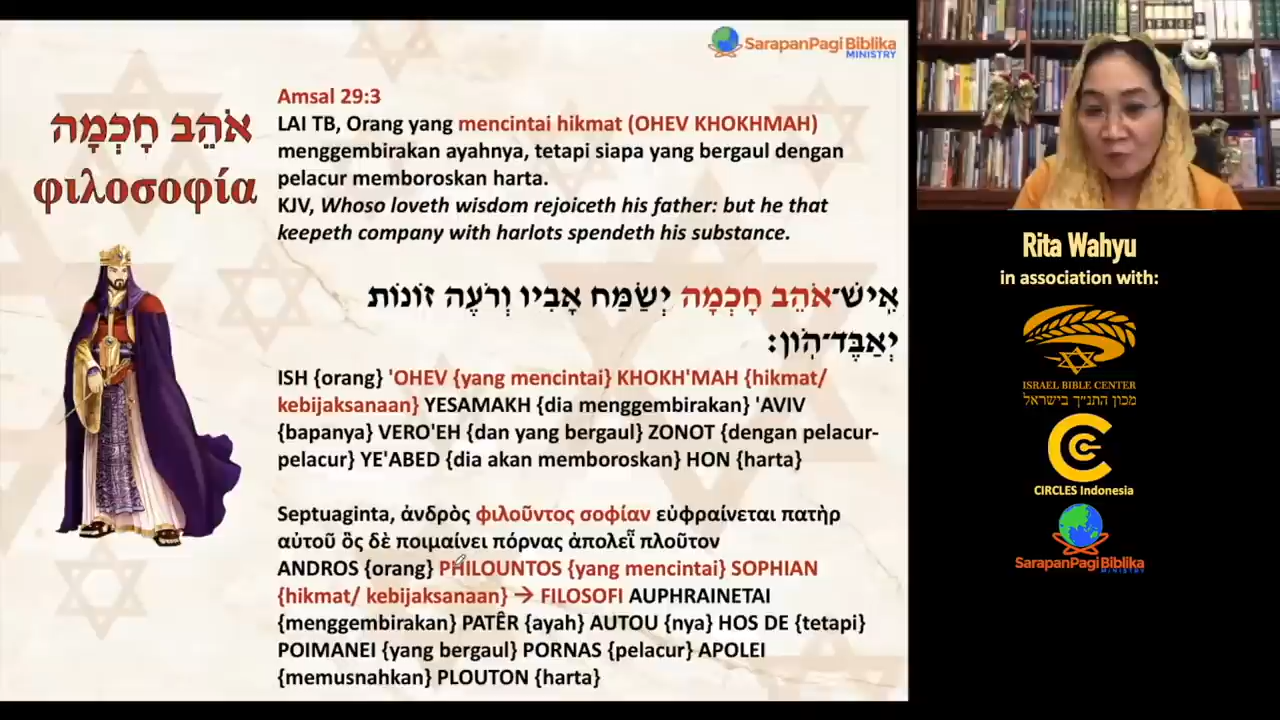 SarapanPagi Biblika
MINISTRY
אֹהֵב חָכְמָה
φιλοσοφία
Amsal 29:3
LAI TB, Orang yang mencintai hikmat (OHEV KHOKHMAH)
menggembirakan ayahnya, tetapi siapa yang bergaul dengan
pelacur memboroskan harta.
KJV, Whoso loveth wisdom rejoiceth his father: but he that
keepeth company with harlots spendeth his substance.
אִֽישׁ־אֹהֵב חָכְמָה יְשַׂמַּח אָבִיו וְרֹעֶה זוֹנוֹת
יְאַבֶּד־הֽוֹן׃
ISH {orang} 'OHEV {yang mencintai} KHOKH'MAH {hikmat/
kebijaksanaan} YESAMAKH {dia menggembirakan} 'AVIV
{bapanya} VERO'EH {dan yang bergaul} ZONOT {dengan pelacur-
pelacur} YE'ABED {dia akan memboroskan} HON {harta}
Septuaginta, ἀνδρὸς φιλοῦντος σοφίαν εὐφραίνεται πατὴρ
αὐτοῦ ὃς δὲ ποιμαίνει πόρνας ἀπολεῖ πλοῦτον
ANDROS {orang} PHILOUNTOS {yang mencintai} SOPHIAN
{hikmat/ kebijaksanaan} → FILOSOFI AUPHRAINETAI
{menggembirakan} PATÊR {ayah} AUTOU {nya} HOS DE {tetapi}
POIMANEI {yang bergaul} PORNAS {pelacur} APOLEI
{memusnahkan} PLOUTON {harta}
Rita Wahyu
in association with:
ISRAEL BIBLE CENTER
מכון התנ״ך בישראל
CIRCLES Indonesia
SarapanPagi Biblika
MINISTRY